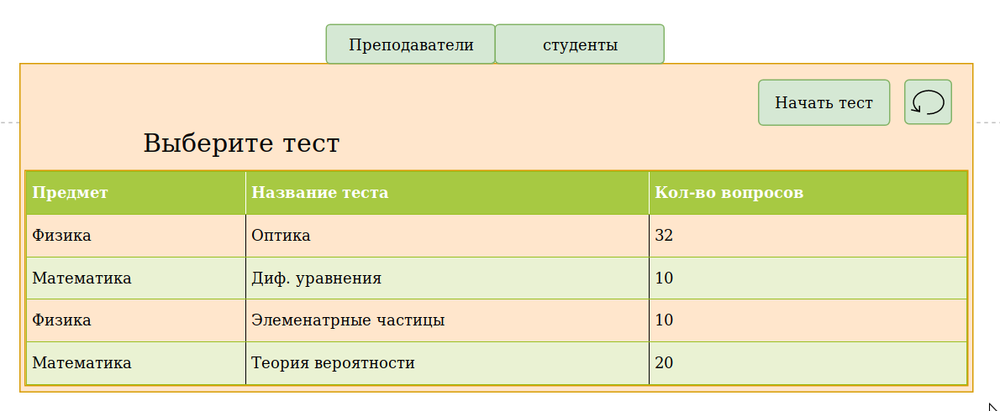 Преподаватели студенты
Начать тест
Выберите тест
Предмет Название теста Кол-во вопросов
Физика Оптика 32
Математика Диф. уравнения 10
Физика Элеменатрные частицы 10
Математика Теория вероятности 20